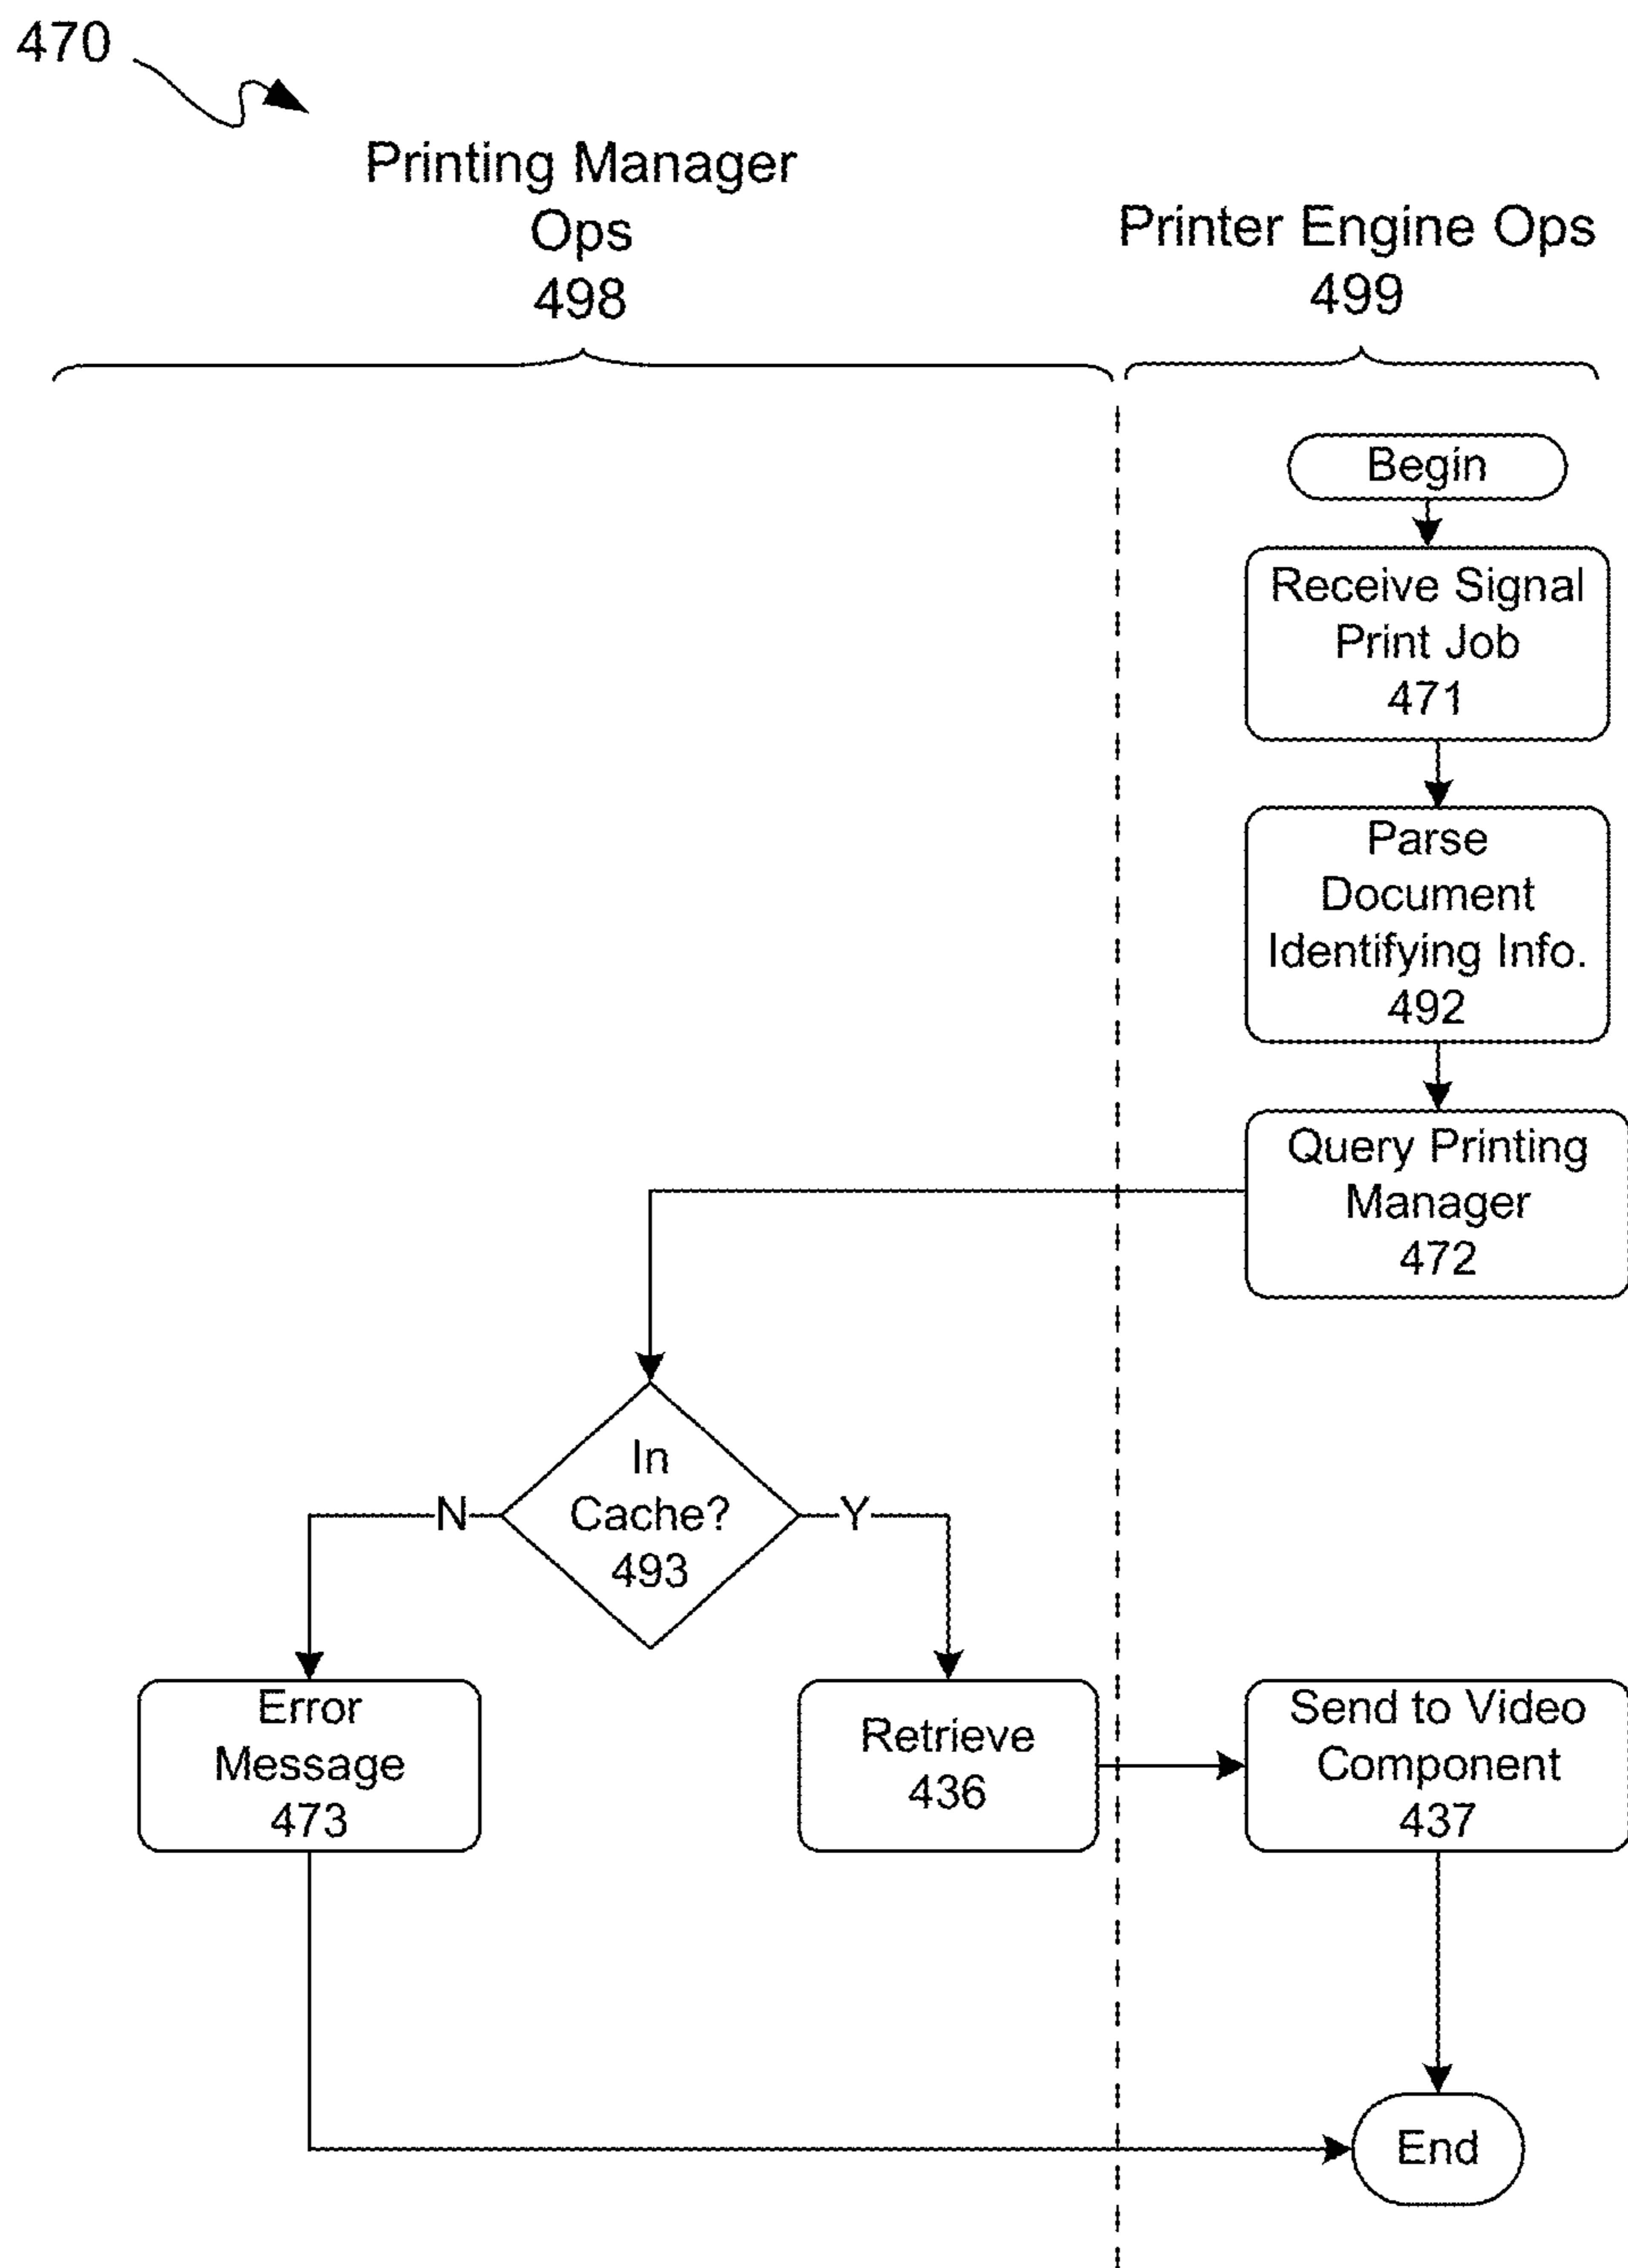 470
Printing Manager
Ops
498
Printer Engine Ops
499
Begin
Receive Signal
Print Job
471
Parse
Document
Identifying Info.
492
Query Printing
Manager
472
In
Cache?
493
N
Y
Error
Message
473
Retrieve
436
Send to Video
Component
437
End